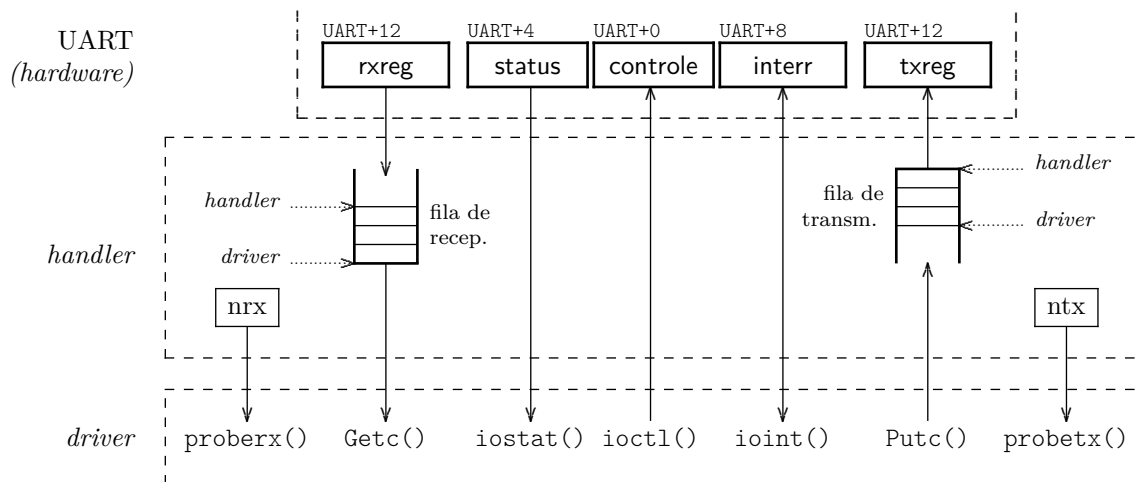 UART+12 UART+4 UART+0 UART+8 UART+12
UART
(hardware)
rxreg status controle interr txreg
handler
handler
fila de
recep.
fila de
transm.
handler
driver
driver
handler
nrx
ntx
driver
proberx() Getc() iostat() ioctl() ioint() Putc() probetx()